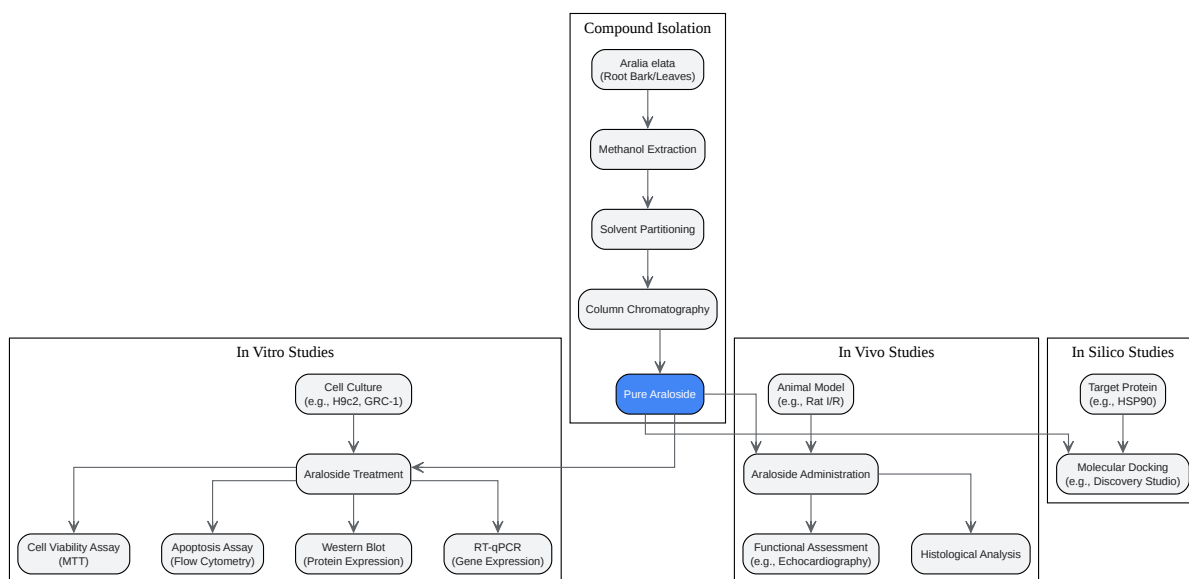 Compound Isolation
Aralia elata
(Root Bark/Leaves)
Methanol Extraction
Solvent Partitioning
Column Chromatography
Pure Araloside
In Vitro Studies
Cell Culture
(e.g., H9c2, GRC-1)
Araloside Treatment
Cell Viability Assay
(MTT)
Apoptosis Assay
(Flow Cytometry)
Western Blot
(Protein Expression)
RT-qPCR
(Gene Expression)
In Vivo Studies
Animal Model
(e.g., Rat I/R)
Araloside Administration
Functional Assessment
(e.g., Echocardiography)
Histological Analysis
In Silico Studies
Target Protein
(e.g., HSP90)
Molecular Docking
(e.g., Discovery Studio)